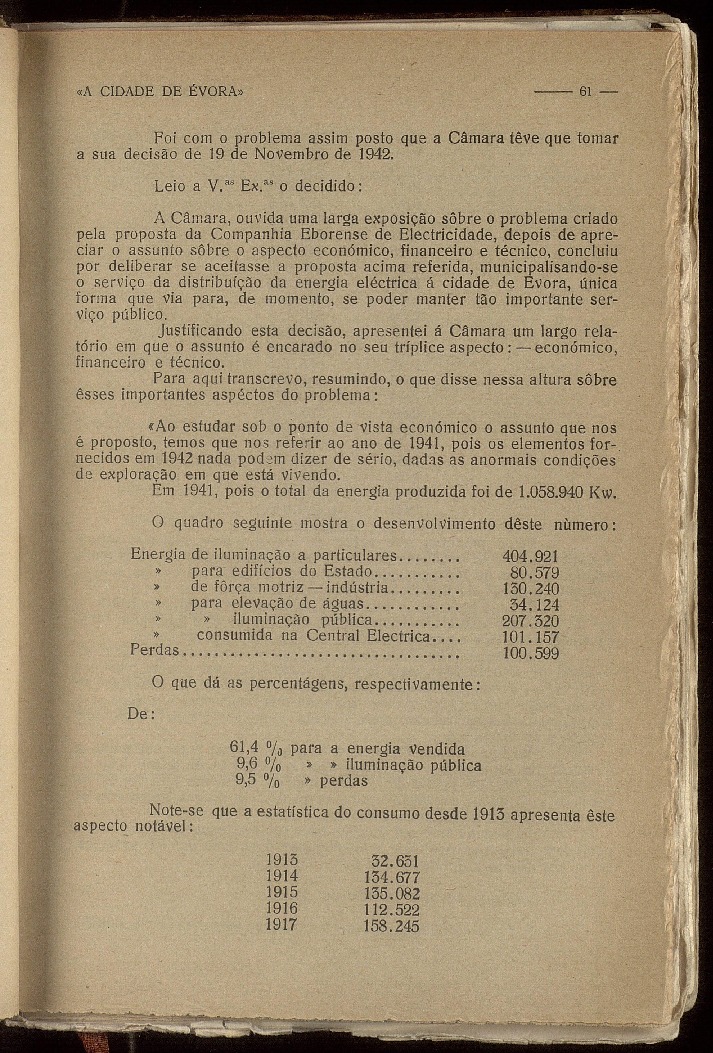 «A CIDADE DE ÉVORA» —— 61 —
Foi com o problema assim posto que a Câmara têve que tomar
a sua decisão de 19 de Novembro de 1942.
Leio a V.as Ex.as o decidido:
A Câmara, ouvida uma larga exposição sôbre o problema criado
pela proposta da Companhia Eborense de Electricidade, depois de apre-
ciar o assunto sôbre o aspecto económico, financeiro e técnico, concluiu
por deliberar se aceitasse a proposta acima referida, municipalisando-se
o serviço da distribuïção da energia eléctrica á cidade de Évora, única
forma que via para, de momento, se poder manter tão importante ser-
viço público.
Justificando esta decisão, apresentei á Câmara um largo rela-
tório em que o assunto é encarado no seu tríplice aspecto: — económico,
financeiro e técnico.
Para aqui transcrevo, resumindo, o que disse nessa altura sôbre
êsses importantes aspéctos do problema:
«Ao estudar sob o ponto de vista económico o assunto que nos
é proposto, temos que nos referir ao ano de 1941, pois os elementos for-
necidos em 1942 nada podem dizer de sério, dadas as anormais condições
de exploração em que está vivendo.
Em 1941, pois o total da energia produzida foi de 1.058.940 Kw.
O quadro seguinte mostra o desenvolvimento dêste nùmero:
Energia de iluminação a particulares........ 404.921
» para edifícios do Estado........... 80.579
» de fôrça motriz — indústria......... 130.240
» para elevação de águas............ 34.124
» » iluminação pública........... 207.320
» consumida na Central Electrica.... 101.157
Perdas.................................. 100.599
O que dá as percentágens, respectivamente:
De:
61,4 % para a energia vendida
9,6 % » » iluminação pública
9,5 % » perdas
Note-se que a estatística do consumo desde 1913 apresenta êste
aspecto notável:
1913 32.631
1914 134.677
1915 135.082
1916 112.522
1917 158.245